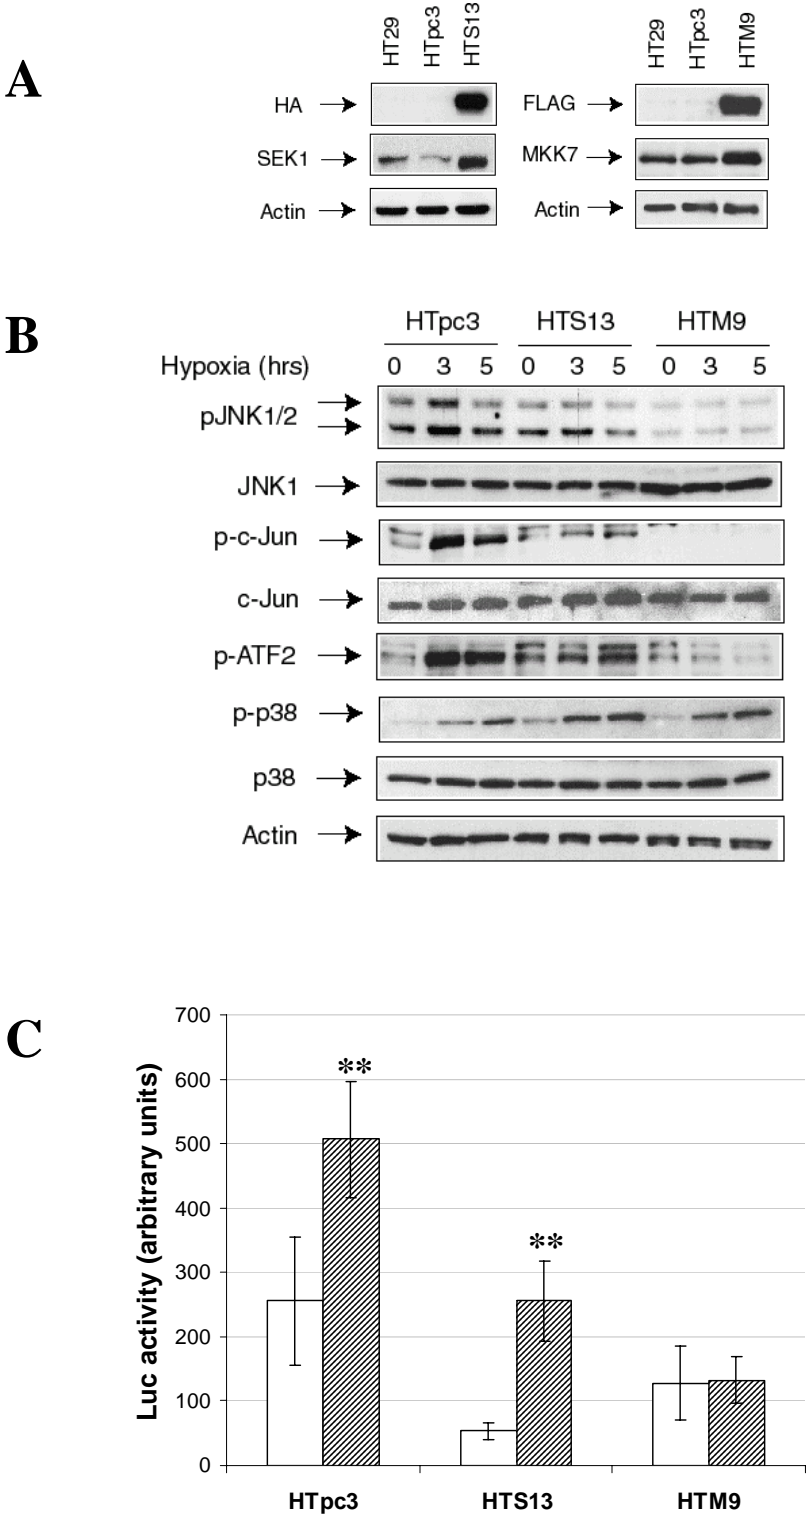 A
HT29 HTpc3 HTS13
HT29 HTpc3 HTM9
HA
FLAG
SEK1
MKK7
Actin
Actin
B
HTpc3 HTS13 HTM9
Hypoxia (hrs) 0 3 5 0 3 5 0 3 5
pJNK1/2
JNK1
p-c-Jun
c-Jun
p-ATF2
p-p38
p38
Actin
C
Luc activity (arbitrary units)
700
600
500
400
300
200
100
0
**
**
HTpc3 HTS13 HTM9